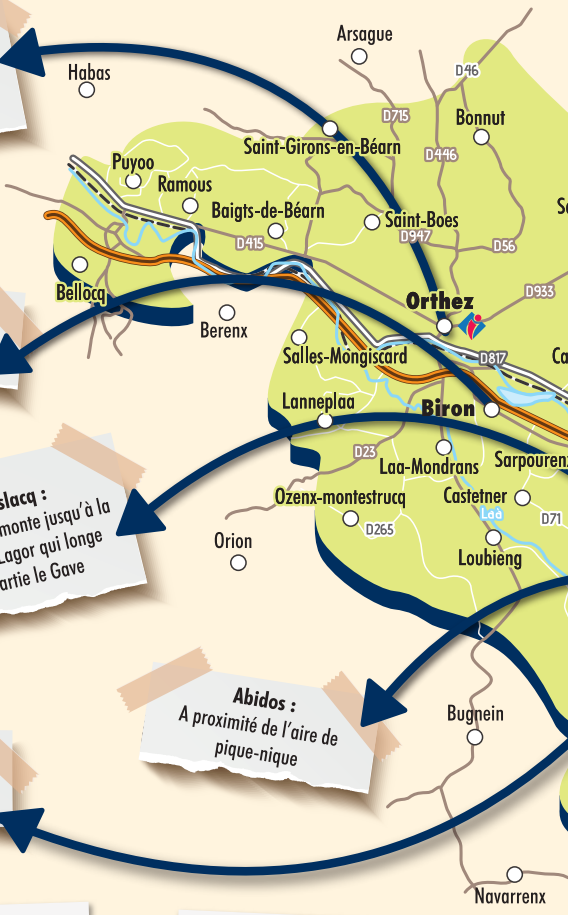 Arsague
Habas
D46
D715
Bonnut
Saint-Girons-en-Béarn
D446
Puyoo
Ramous
Baigts-de-Béarn
Saint-Boes
D947
D415
D56
Bellocq
Orthez
D933
Berenx
Salles-Mongiscard
D817
Lanneplaa
Biron
D23
Laa-Mondrans
Sarpourenx
slacq :
monte jusqu'à la
Lagor qui longe
artie le Gave
Ozenx-montestrucq
Castetner
Laà
D71
D265
Orion
Loubieng
Abidos :
A proximité de l'aire de
pique-nique
Bugnein
Navarrenx